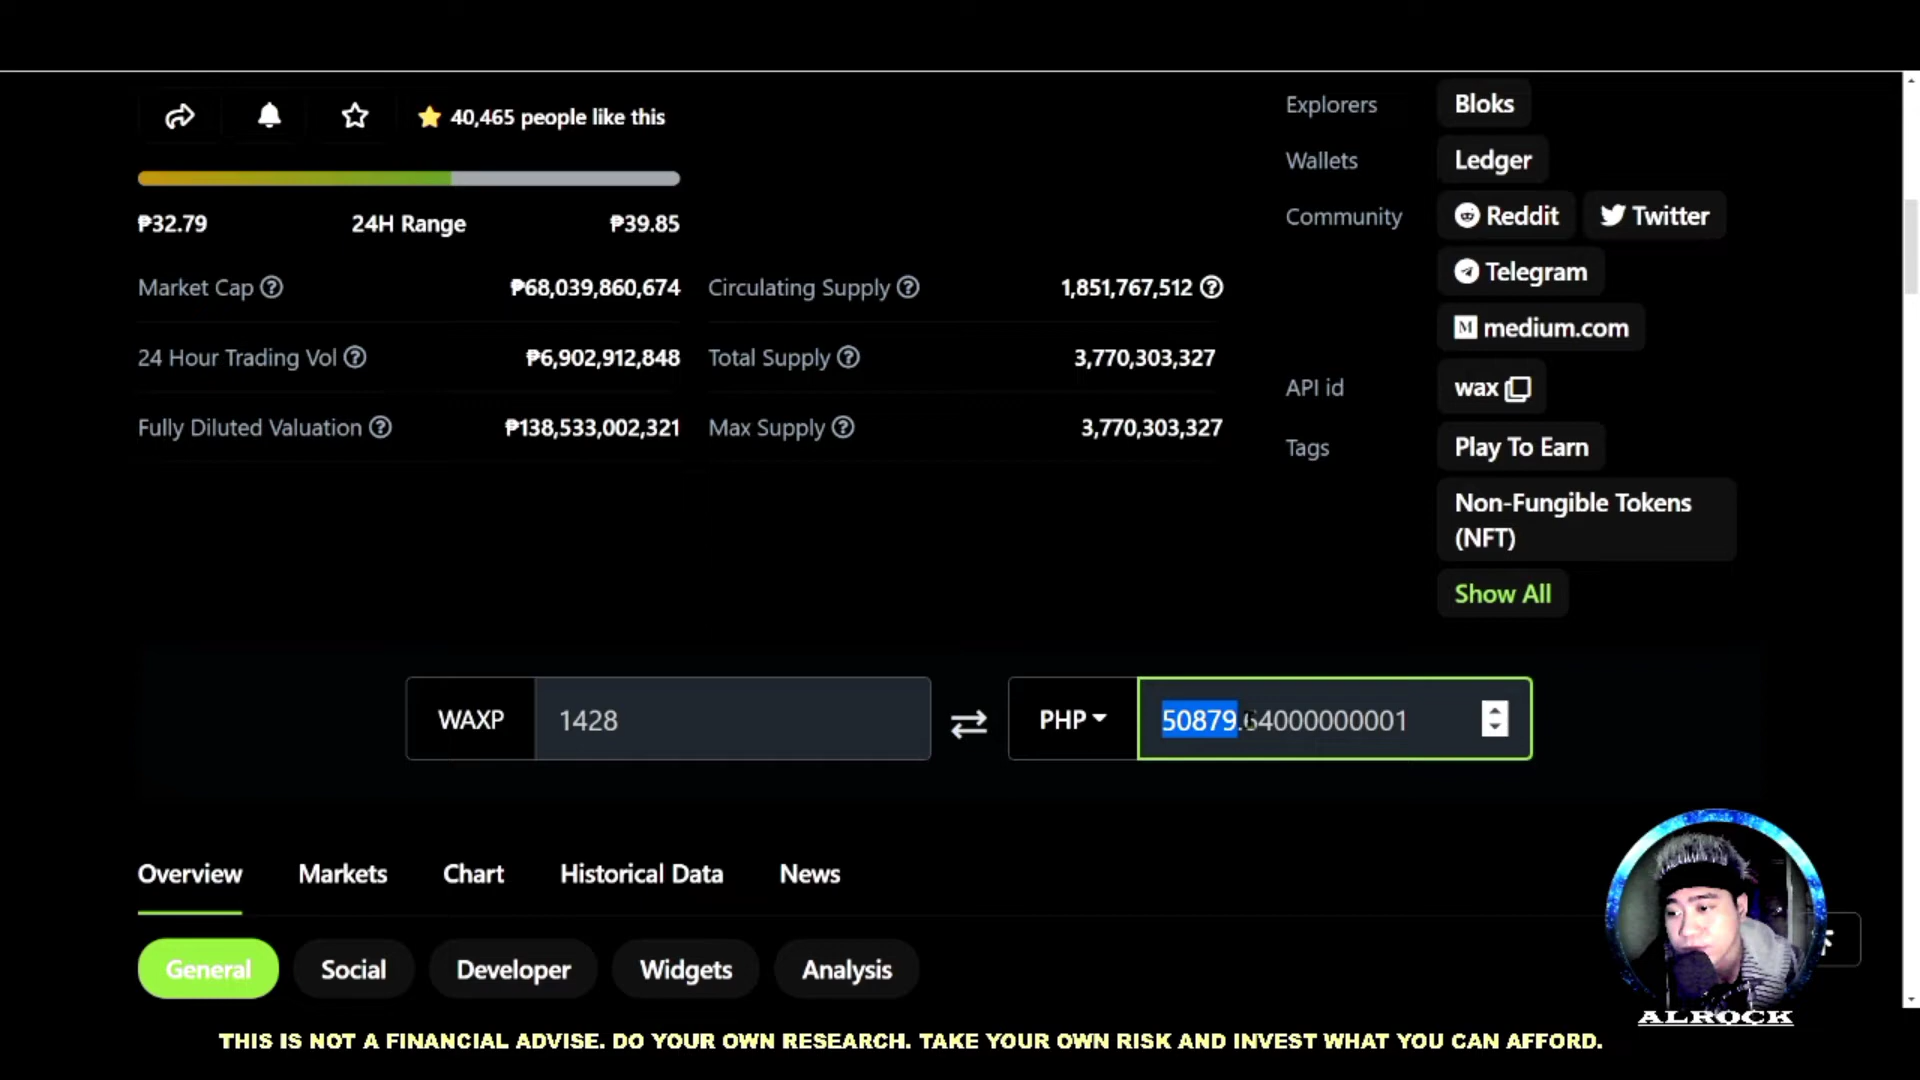 40,465 people like this
₱32.79 24H Range ₱39.85
Market Cap ₱68,039,860,674 Circulating Supply 1,851,767,512
24 Hour Trading Vol ₱6,902,912,848 Total Supply 3,770,303,327
Fully Diluted Valuation ₱138,533,002,321 Max Supply 3,770,303,327
Explorers Bloks
Wallets Ledger
Community Reddit Twitter
Telegram
medium.com
API id wax
Tags Play To Earn
Non-Fungible Tokens
(NFT)
Show All
WAXP 1428 PHP 50879.64000000001
Overview Markets Chart Historical Data News
General Social Developer Widgets Analysis
ALROCK
THIS IS NOT A FINANCIAL ADVISE. DO YOUR OWN RESEARCH. TAKE YOUR OWN RISK AND INVEST WHAT YOU CAN AFFORD.